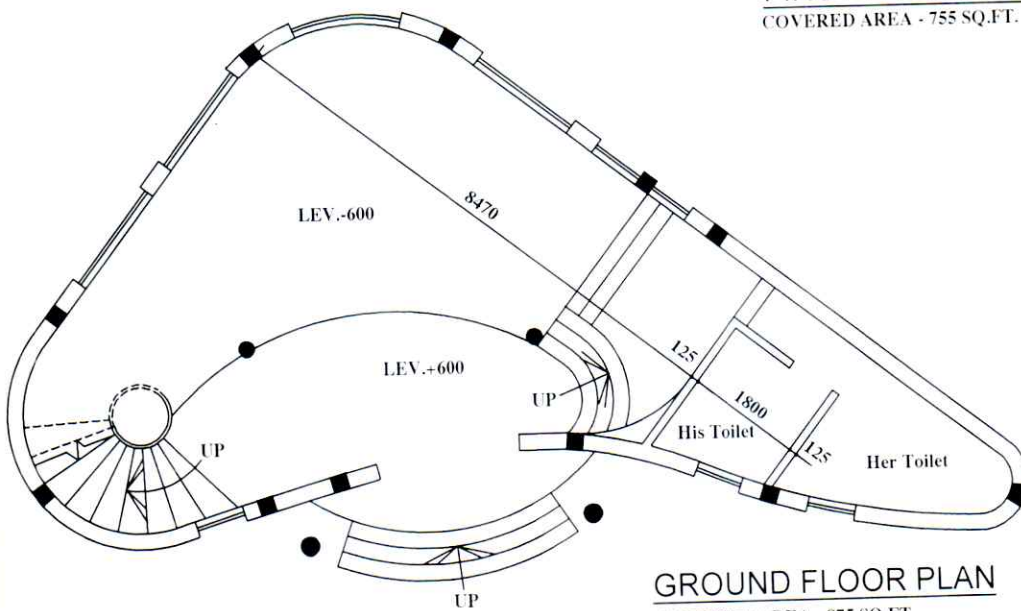 COVERED AREA - 755 SQ.FT.
8470
LEV.-600
LEV.+600
125
UP
1800
His Toilet
125
UP
Her Toilet
UP
GROUND FLOOR PLAN